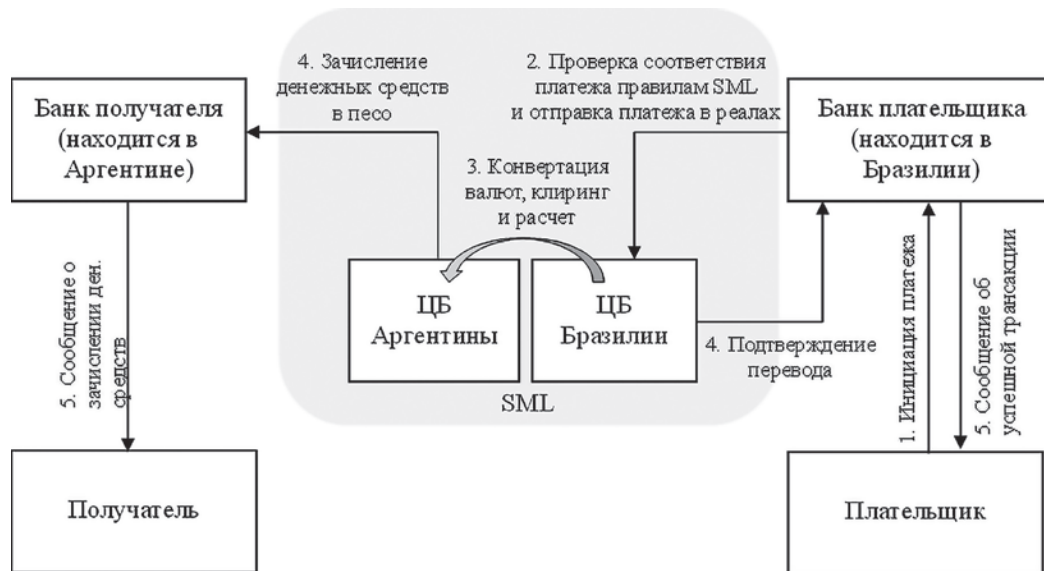 4. Зачисление
денежных средств
в песо
2. Проверка соответствия
платежа правилам SML
и отправка платежа в реалах
Банк получателя
(находится в
Аргентине)
Банк плательщика
(находится в
Бразилии)
3. Конвертация
валют, клиринг
и расчет
ЦБ
Аргентины
ЦБ
Бразилии
SML
4. Подтверждение
перевода
5. Сообщение о
зачислении ден.
средств
1. Инициация платежа
5. Сообщение об
успешной трансакции
Получатель
Плательщик